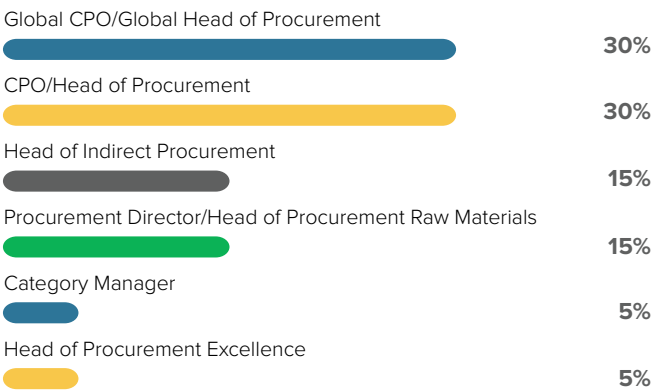 Global CPO/Global Head of Procurement
30%
CPO/Head of Procurement
30%
Head of Indirect Procurement
15%
Procurement Director/Head of Procurement Raw Materials
15%
Category Manager
5%
Head of Procurement Excellence
5%